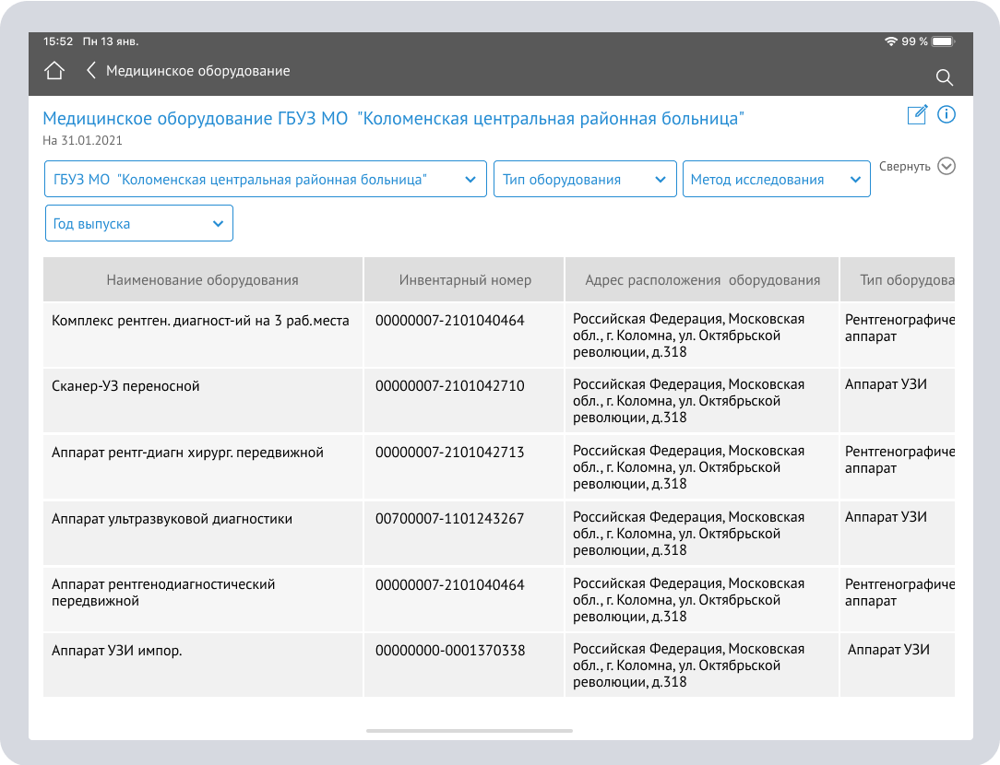 15:52 Пн 13 янв.
99 %
Медицинское оборудование
Медицинское оборудование ГБУЗ МО "Коломенская центральная районная больница"
На 31.01.2021
ГБУЗ МО "Коломенская центральная районная больница"
Тип оборудования
Метод исследования
Свернуть
Год выпуска
Наименование оборудования
Инвентарный номер
Адрес расположения оборудования
Тип оборудова
Комплекс рентген. диагност-ий на 3 раб.места
00000007-2101040464
Российская Федерация, Московская
обл., г. Коломна, ул. Октябрьской
революции, д.318
Рентгенографиче
аппарат
Сканер-УЗ переносной
00000007-2101042710
Российская Федерация, Московская
обл., г. Коломна, ул. Октябрьской
революции, д.318
Аппарат УЗИ
Аппарат рентг-диагн хирург. передвижной
00000007-2101042713
Российская Федерация, Московская
обл., г. Коломна, ул. Октябрьской
революции, д.318
Рентгенографиче
аппарат
Аппарат ультразвуковой диагностики
00700007-1101243267
Российская Федерация, Московская
обл., г. Коломна, ул. Октябрьской
революции, д.318
Аппарат УЗИ
Аппарат рентгенодиагностический
передвижной
00000007-2101040464
Российская Федерация, Московская
обл., г. Коломна, ул. Октябрьской
революции, д.318
Рентгенографиче
аппарат
Аппарат УЗИ импор.
00000000-0001370338
Российская Федерация, Московская
обл., г. Коломна, ул. Октябрьской
революции, д.318
Аппарат УЗИ